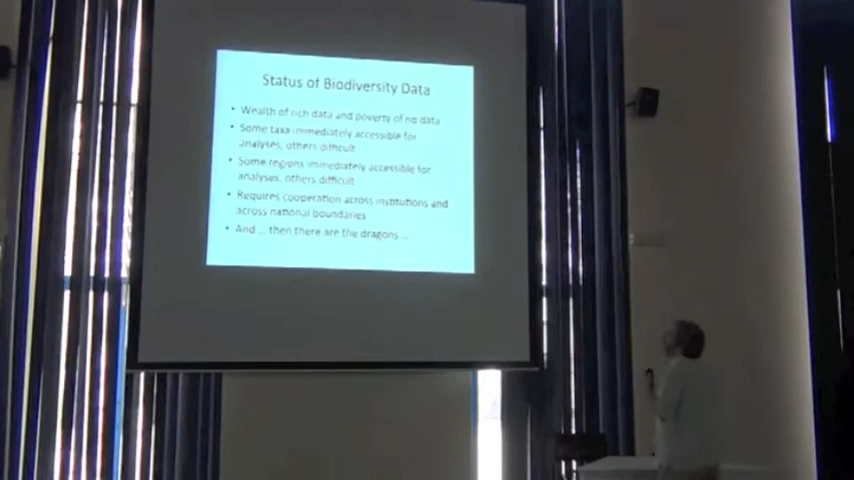 Status of Biodiversity Data
• Wealth of rich data and poverty of no data
• Some taxa immediately accessible for
analyses, others difficult
• Some regions immediately accessible for
analyses, others difficult
• Requires cooperation across institutions and
across national boundaries
• And ... then there are the dragons ...